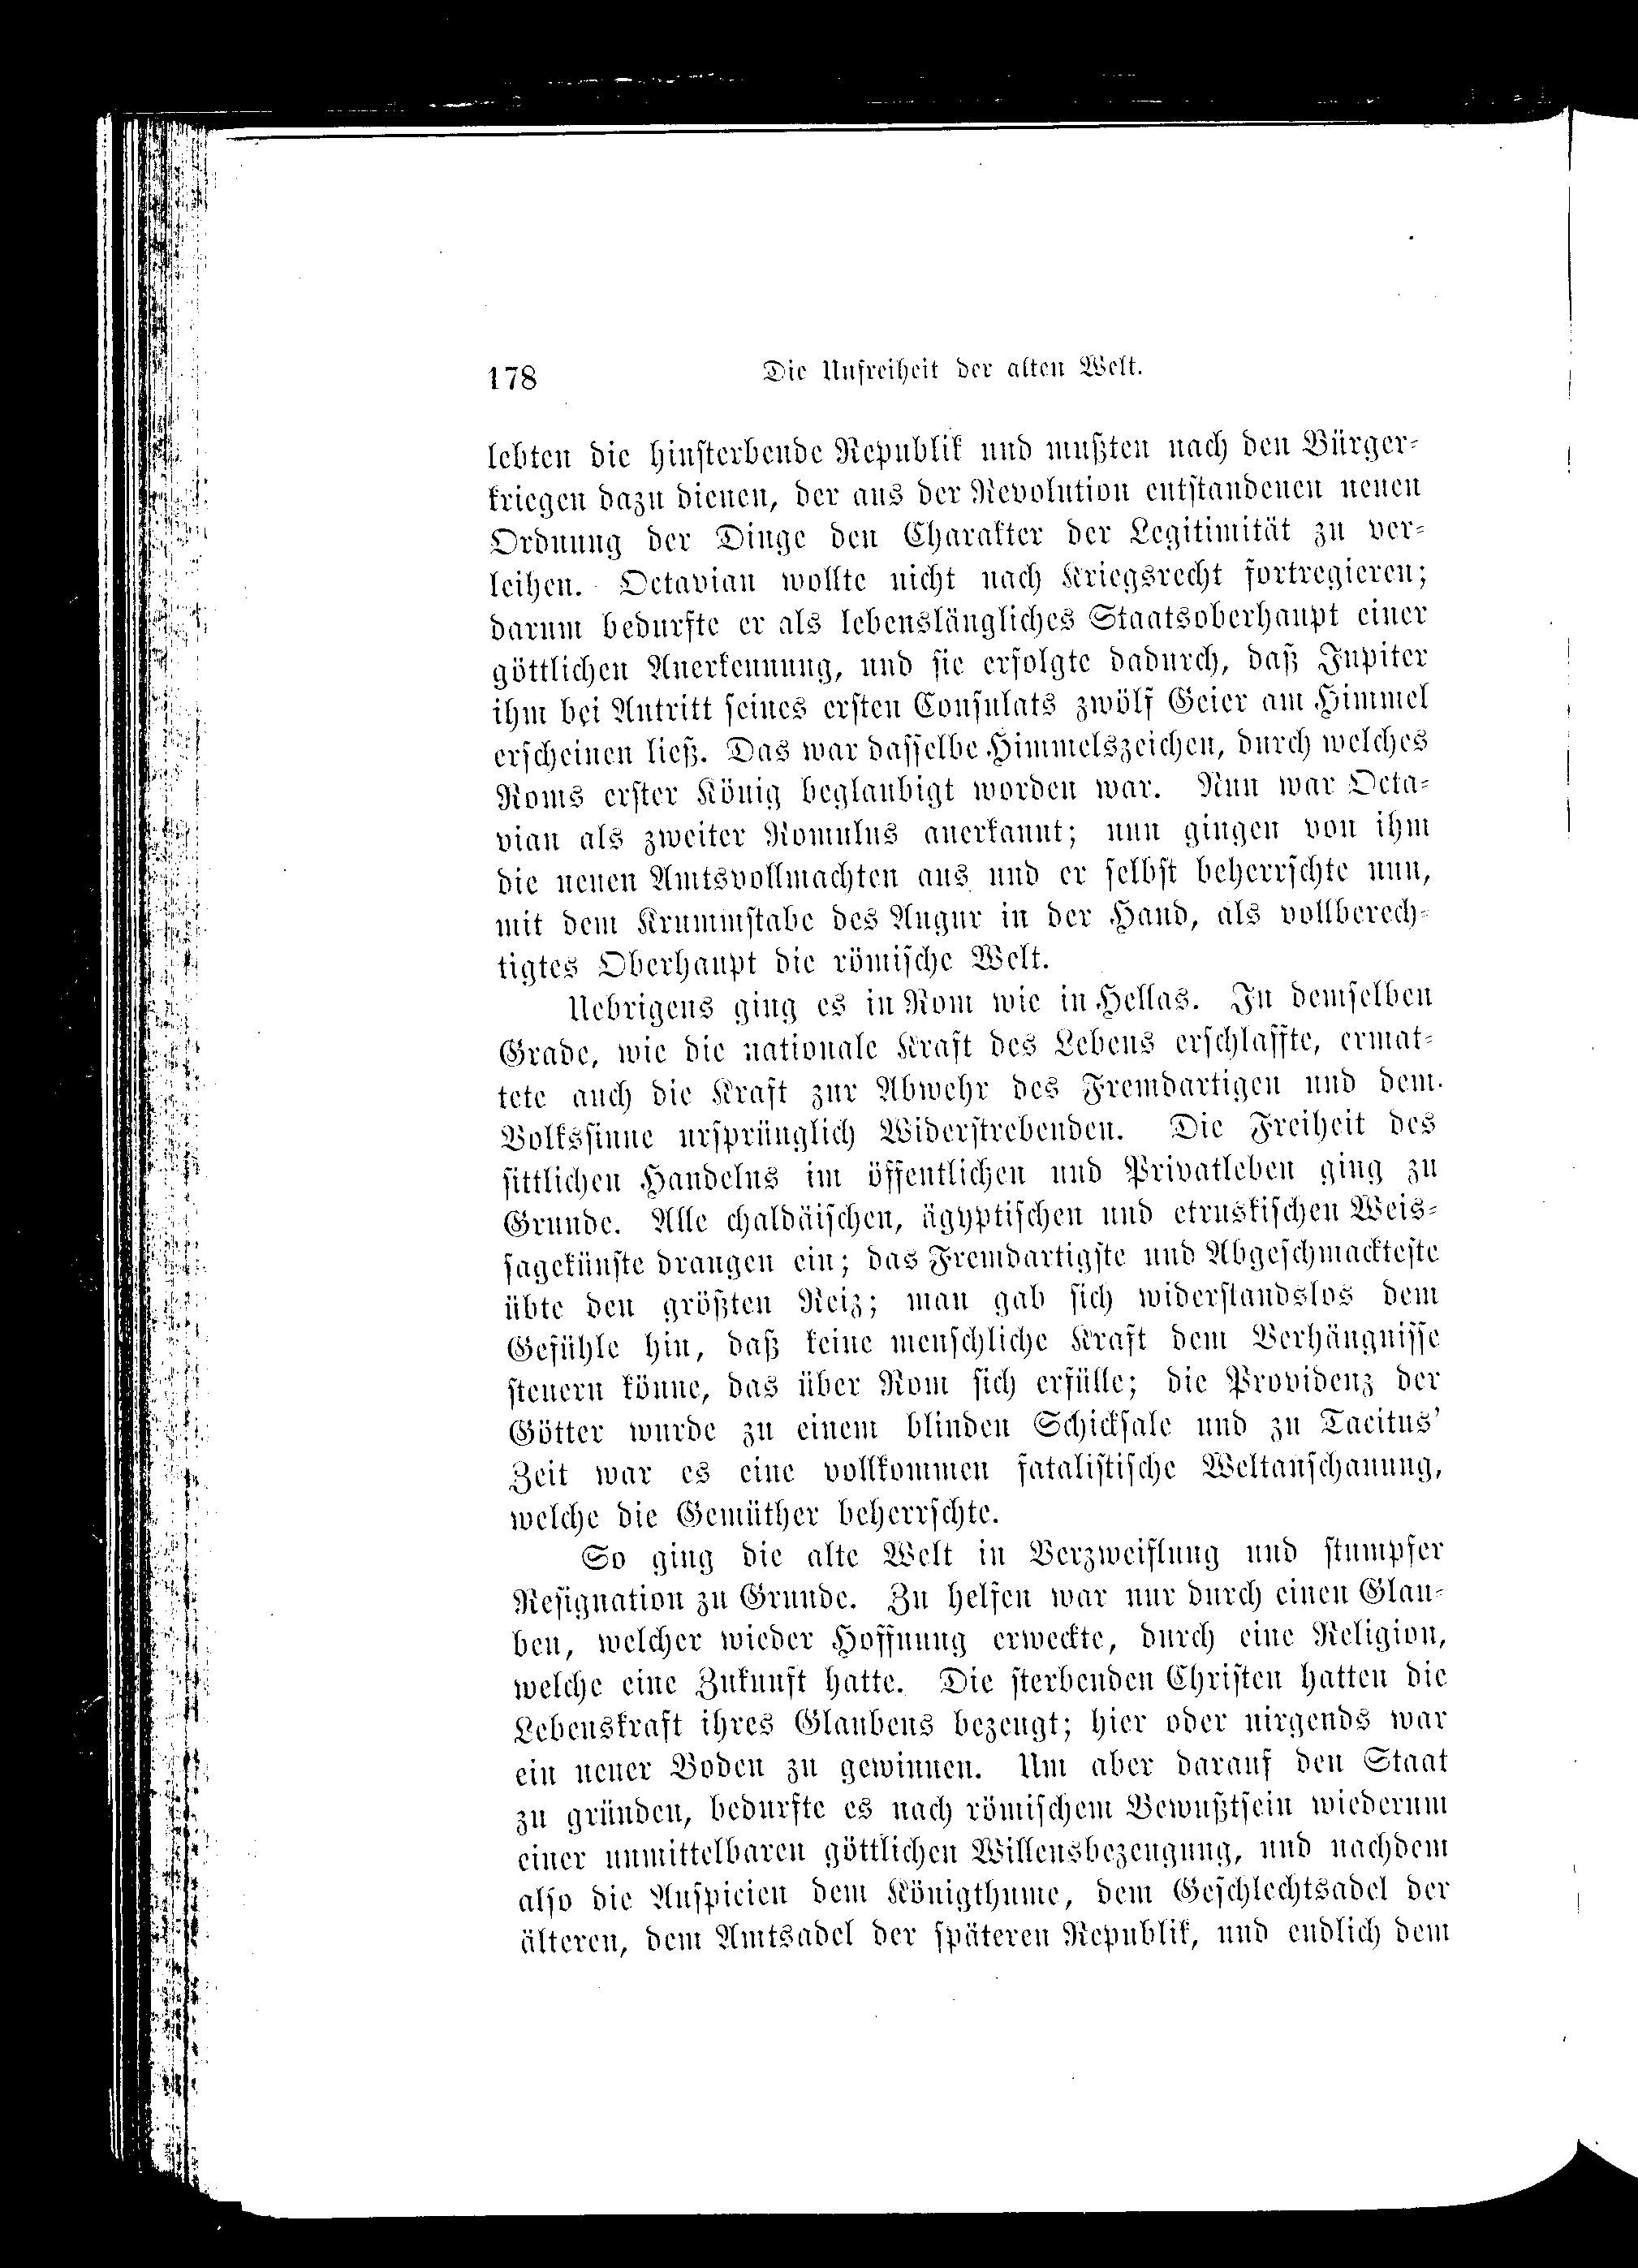 178
Die Unfreiheit der alten Welt.
lebten die hinsterbende Republik und mußten nach den Bürger-
kriegen dazu dienen, der aus der Revolution entstandenen neuen
Ordnung der Dinge den Charakter der Legitimität zu ver-
leihen. Octavian wollte nicht nach Kriegsrecht fortregieren;
darum bedurfte er als lebenslängliches Staatsoberhaupt einer
göttlichen Anerkennung, und sie erfolgte dadurch, daß Jupiter
ihm bei Antritt seines ersten Consulats zwölf Geier am Himmel
erscheinen ließ. Das war dasselbe Himmelszeichen, durch welches
Roms erster König beglaubigt worden war. Nun war Octa-
vian als zweiter Romulus anerkannt; nun gingen von ihm
die neuen Amtsvollmachten aus und er selbst beherrschte nun,
mit dem Krummstabe des Augur in der Hand, als vollberech-
tigtes Oberhaupt die römische Welt.
Uebrigens ging es in Rom wie in Hellas. In demselben
Grade, wie die nationale Kraft des Lebens erschlaffte, ermat-
tete auch die Kraft zur Abwehr des Fremdartigen und dem
Volkssinne ursprünglich Widerstrebenden. Die Freiheit des
sittlichen Handelns im öffentlichen und Privatleben ging zu
Grunde. Alle chaldäischen, ägyptischen und etruskischen Weis-
sagekünste drangen ein; das Fremdartigste und Abgeschmackteste
übte den größten Reiz; man gab sich widerstandslos dem
Gefühle hin, daß keine menschliche Kraft dem Verhängnisse
steuern könne, das über Rom sich erfülle; die Providenz der
Götter wurde zu einem blinden Schicksale und zu Tacitus'
Zeit war es eine vollkommen fatalistische Weltanschauung,
welche die Gemüther beherrschte.
So ging die alte Welt in Verzweiflung und stumpfer
Resignation zu Grunde. Zu helfen war nur durch einen Glau-
ben, welcher wieder Hoffnung erweckte, durch eine Religion,
welche eine Zukunft hatte. Die sterbenden Christen hatten die
Lebenskraft ihres Glaubens bezeugt; hier oder nirgends war
ein neuer Boden zu gewinnen. Um aber darauf den Staat
zu gründen, bedurfte es nach römischem Bewußtsein wiederum
einer unmittelbaren göttlichen Willensbezeugung, und nachdem
also die Auspicien dem Königthume, dem Geschlechtsadel der
älteren, dem Amtsadel der späteren Republik, und endlich dem